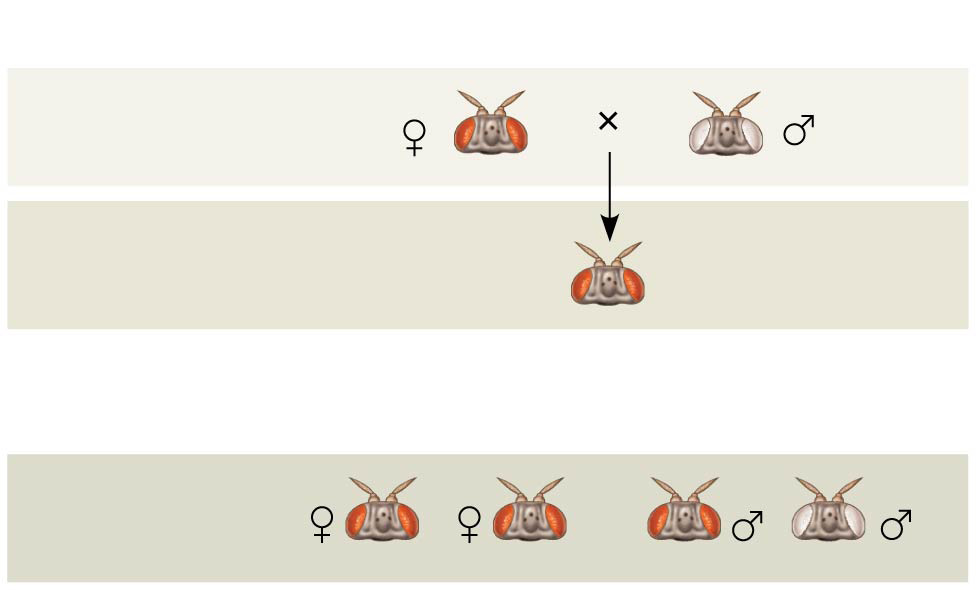 ♀ × ♂
♀ ♀ ♂ ♂